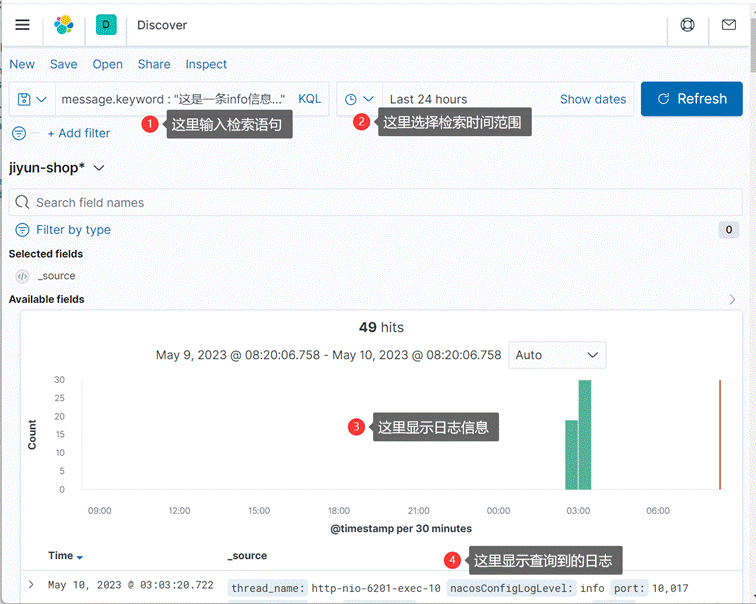 D Discover
New Save Open Share Inspect
message.keyword : "这是一条info信息..." KQL Last 24 hours Show dates Refresh
1 这里输入检索语句 2 这里选择检索时间范围
+ Add filter
jiyun-shop*
Search field names
Filter by type 0
Selected fields
_source
Available fields
49 hits
May 9, 2023 @ 08:20:06.758 - May 10, 2023 @ 08:20:06.758 Auto
30
25
20
15
10
5
0
Count
3 这里显示日志信息
09:00 12:00 15:00 18:00 21:00 00:00 03:00 06:00
@timestamp per 30 minutes
Time _source
4 这里显示查询到的日志
May 10, 2023 @ 03:03:20.722 thread_name: http-nio-6201-exec-10 nacosConfigLogLevel: info port: 10,017